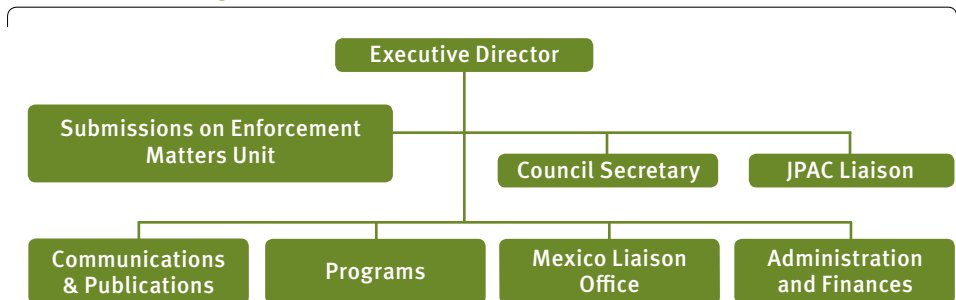 Executive Director
Submissions on Enforcement
Matters Unit
Council Secretary
JPAC Liaison
Communications
& Publications
Programs
Mexico Liaison
Office
Administration
and Finances